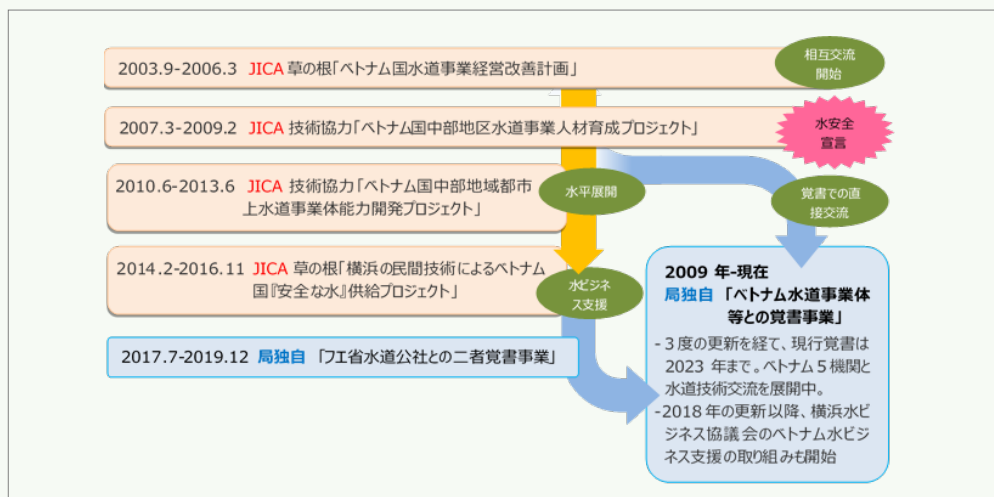 2003.9-2006.3 JICA 草の根「ベトナム国水道事業経営改善計画」
相互交流
開始
2007.3-2009.2 JICA 技術協力「ベトナム国中部地区水道事業人材育成プロジェクト」
水安全
宣言
2010.6-2013.6 JICA 技術協力「ベトナム国中部地域都市
上水道事業体能力開発プロジェクト」
水平展開
覚書での直
接交流
2014.2-2016.11 JICA 草の根「横浜の民間技術によるベトナム
国『安全な水』供給プロジェクト」
水ビジネ
ス支援
2017.7-2019.12 局独自 「フエ省水道公社との二者覚書事業」
2009 年-現在
局独自 「ベトナム水道事業体
等との覚書事業」
- 3 度の更新を経て、現行覚書は
2023 年まで。ベトナム 5 機関と
水道技術交流を展開中。
-2018 年の更新以降、横浜水ビ
ジネス協議会のベトナム水ビジ
ネス支援の取り組みも開始